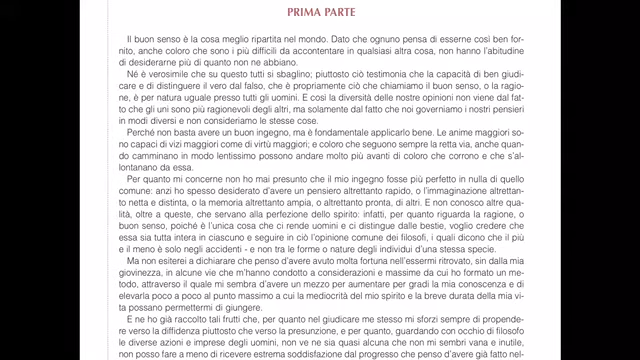 PRIMA PARTE
Il buon senso è la cosa meglio ripartita nel mondo. Dato che ognuno pensa di esserne così ben for-
nito, anche coloro che sono i più difficili da accontentare in qualsiasi altra cosa, non hanno l'abitudine
di desiderarne più di quanto non ne abbiano.
Né è verosimile che su questo tutti si sbaglino; piuttosto ciò testimonia che la capacità di ben giudi-
care e di distinguere il vero dal falso, che è propriamente ciò che chiamiamo il buon senso, o la ragio-
ne, è per natura uguale presso tutti gli uomini. E così la diversità delle nostre opinioni non viene dal fat-
to che gli uni sono più ragionevoli degli altri, ma solamente dal fatto che noi governiamo i nostri pensieri
in modi diversi e non consideriamo le stesse cose.
Perché non basta avere un buon ingegno, ma è fondamentale applicarlo bene. Le anime maggiori so-
no capaci di vizi maggiori come di virtù maggiori; e coloro che seguono sempre la retta via, anche quan-
do camminano in modo lentissimo possono andare molto più avanti di coloro che corrono e che s'al-
lontanano da essa.
Per quanto mi concerne non ho mai presunto che il mio ingegno fosse più perfetto in nulla di quello
comune: anzi ho spesso desiderato d'avere un pensiero altrettanto rapido, o l'immaginazione altrettan-
to netta e distinta, o la memoria altrettanto ampia, o altrettanto pronta, di altri. E non conosco altre qua-
lità, oltre a queste, che servano alla perfezione dello spirito: infatti, per quanto riguarda la ragione, o
buon senso, poiché è l'unica cosa che ci rende uomini e ci distingue dalle bestie, voglio credere che
essa sia tutta intera in ciascuno e seguire in ciò l'opinione comune dei filosofi, i quali dicono che il più
e il meno è solo negli accidenti - e non tra le forme o nature degli individui d'una stessa specie.
Ma non esiterei a dichiarare che penso d'avere avuto molta fortuna nell'essermi ritrovato, sin dalla mia
giovinezza, in alcune vie che m'hanno condotto a considerazioni e massime da cui ho formato un me-
todo, attraverso il quale mi sembra d'avere un mezzo per aumentare per gradi la mia conoscenza e di
elevarla poco a poco al punto massimo a cui la mediocrità del mio spirito e la breve durata della mia vi-
ta possano permettermi di giungere.
E ne ho già raccolto tali frutti che, per quanto nel giudicare me stesso mi sforzi sempre di propende-
re verso la diffidenza piuttosto che verso la presunzione, e per quanto, guardando con occhio di filosofo
le diverse azioni e imprese degli uomini, non ve ne sia quasi alcuna che non mi sembri vana e inutile,
non posso fare a meno di ricevere estrema soddisfazione dal progresso che penso d'avere già fatto nel-